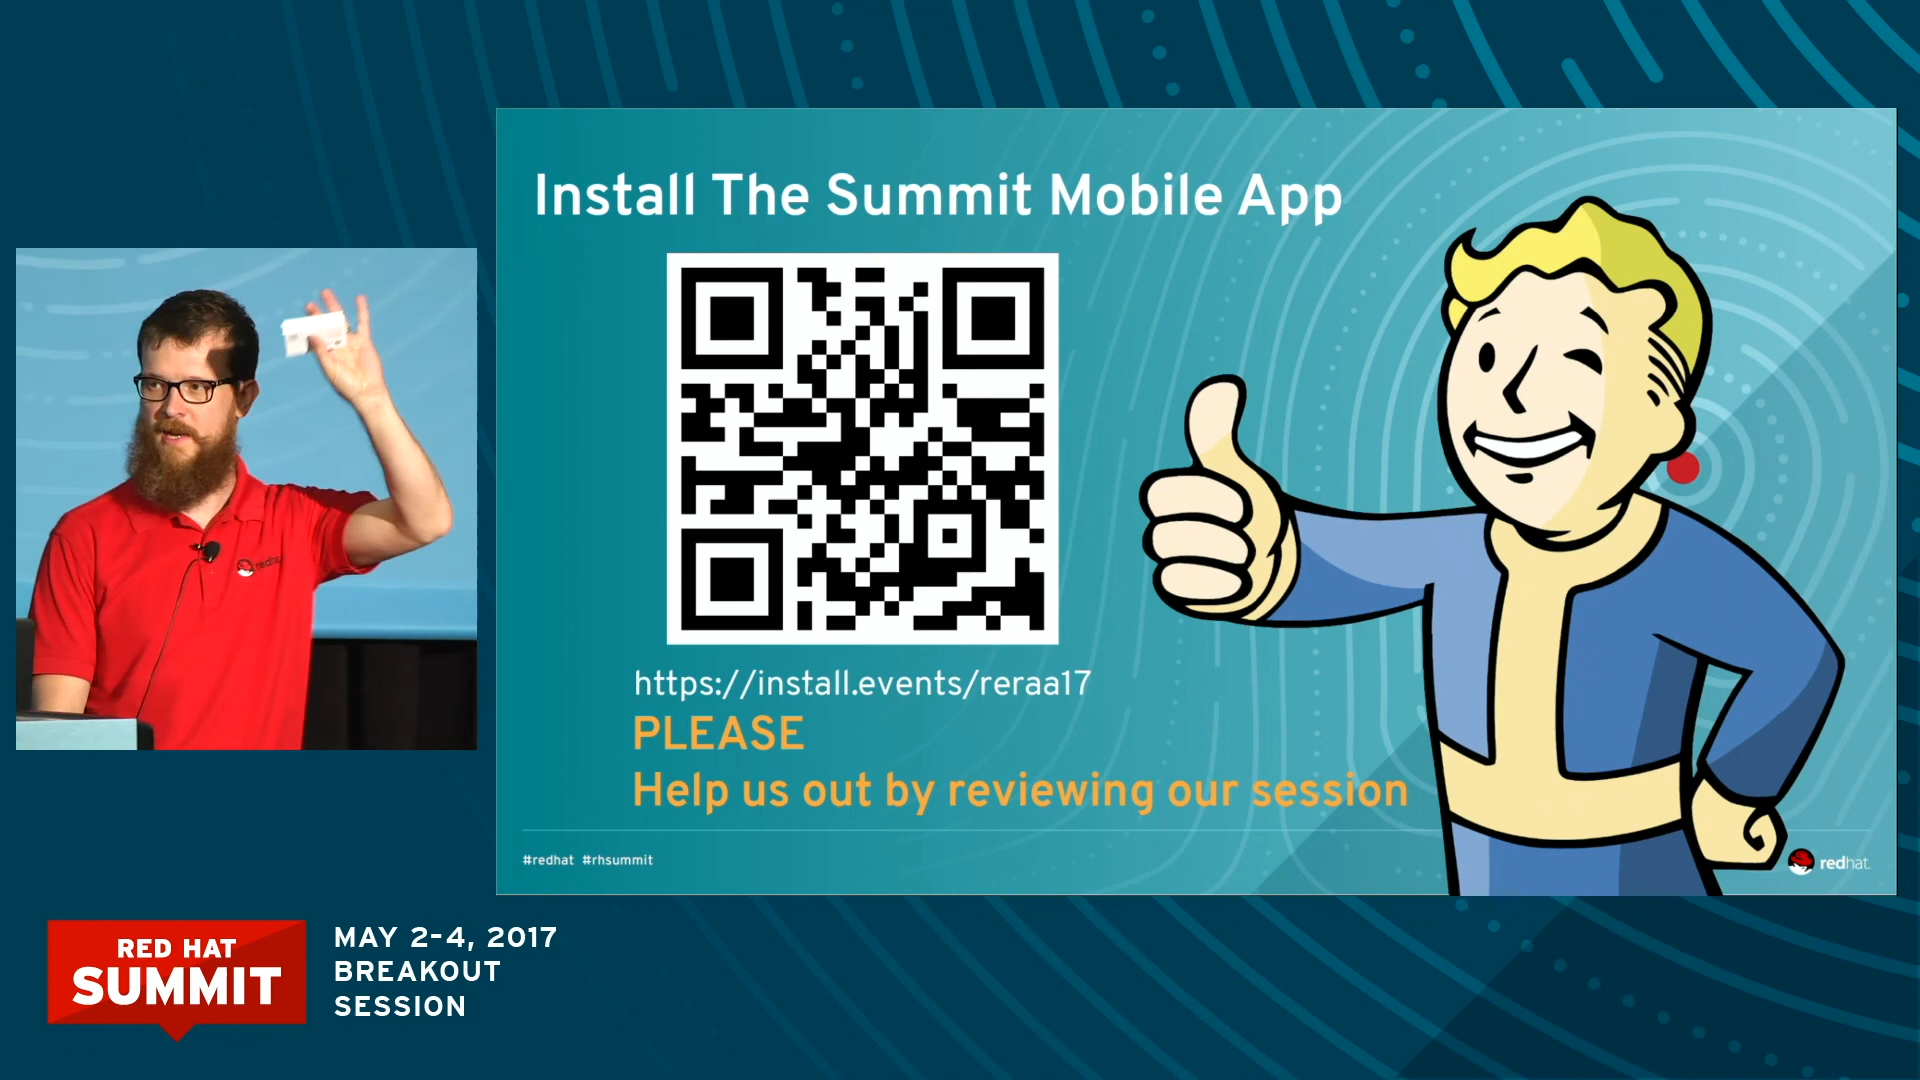 Install The Summit Mobile App
https://install.events/reraa17
PLEASE
Help us out by reviewing our session
#redhat #rhsummit
redhat.
redhat
RED HAT
SUMMIT
MAY 2-4, 2017
BREAKOUT
SESSION